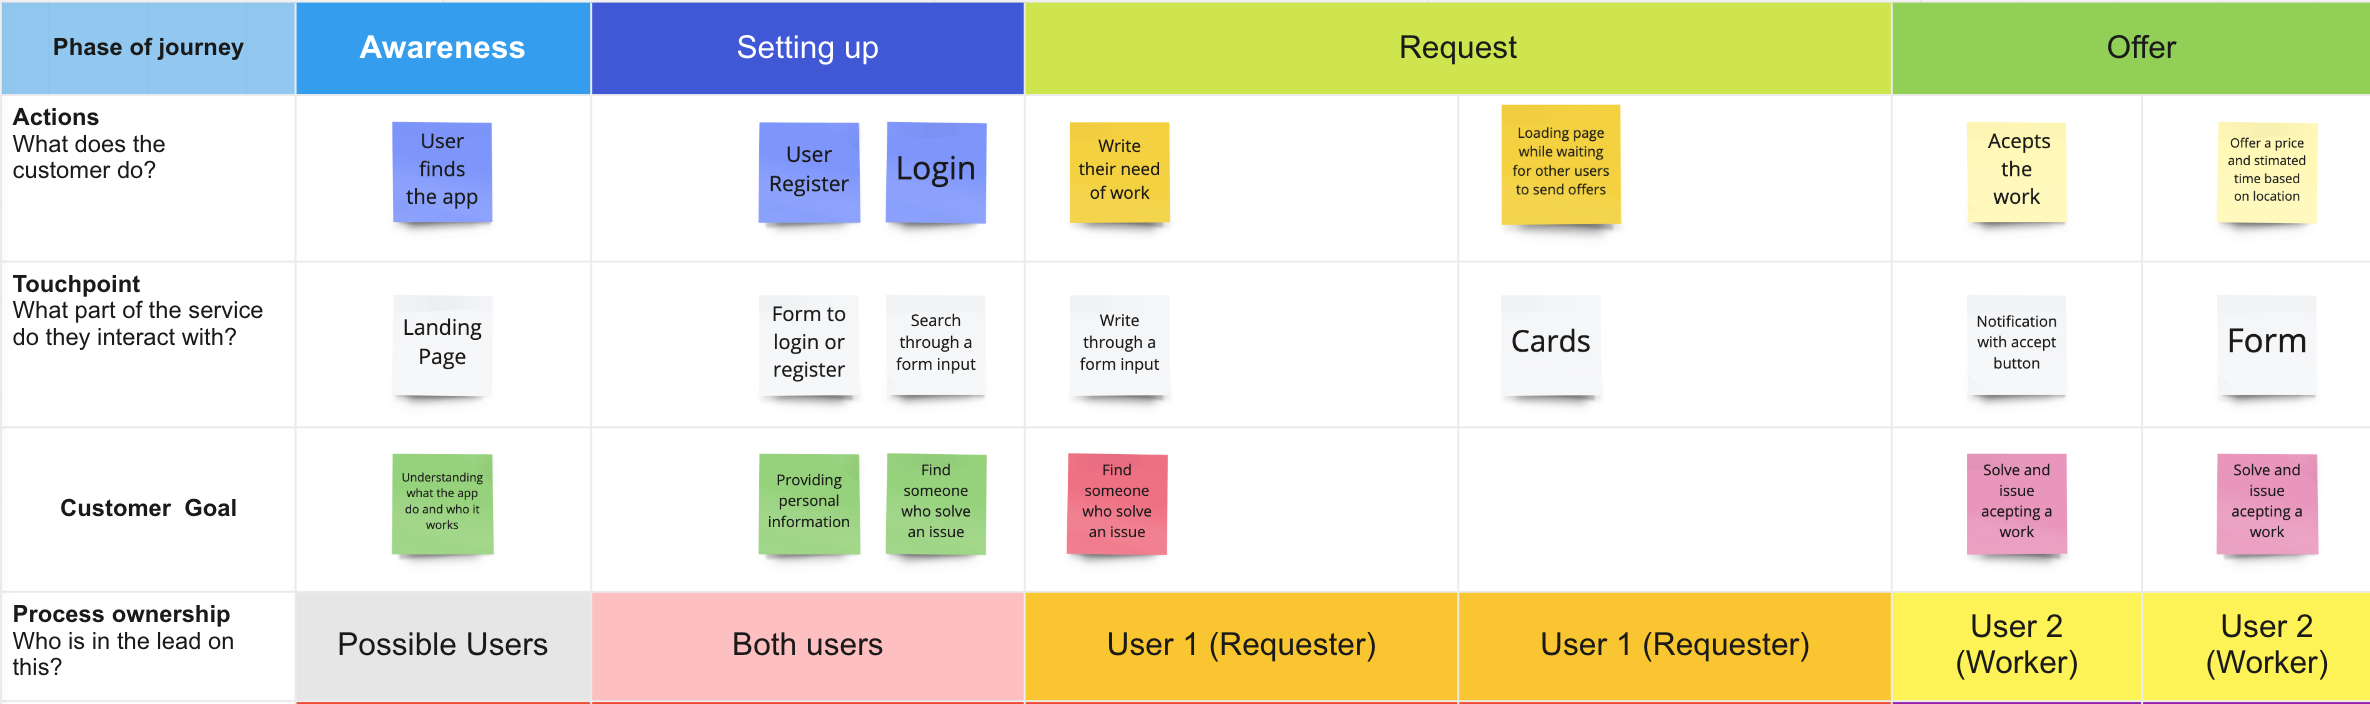 Phase of journey
Awareness
Setting up
Request
Offer
Actions
What does the
customer do?
User
finds
the app
User
Register
Login
Write
their need
of work
Loading page
while waiting
for other users
to send offers
Acepts
the
work
Offer a price
and stimated
time based
on location
Touchpoint
What part of the service
do they interact with?
Landing
Page
Form to
login or
register
Search
through a
form input
Write
through a
form input
Cards
Notification
with accept
button
Form
Customer  Goal
Understanding
what the app
do and who it
works
Providing
personal
information
Find
someone
who solve
an issue
Find
someone
who solve
an issue
Solve and
issue
acepting a
work
Solve and
issue
acepting a
work
Process ownership
Who is in the lead on
this?
Possible Users
Both users
User 1 (Requester)
User 1 (Requester)
User 2
(Worker)
User 2
(Worker)